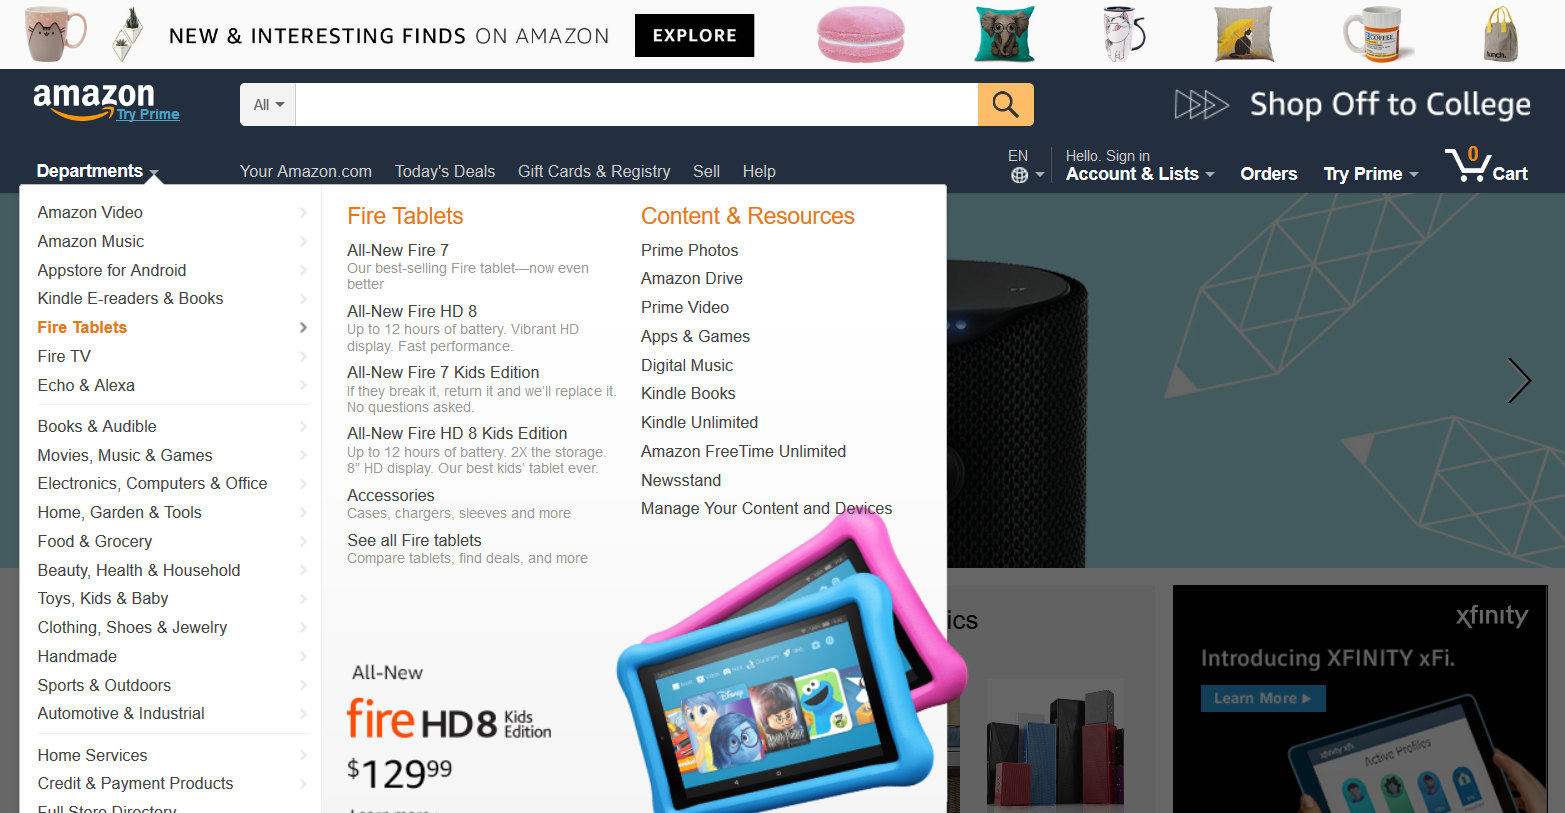 NEW & INTERESTING FINDS ON AMAZON
EXPLORE
COFFEE
lunch.
amazon
Try Prime
All
Shop Off to College
Departments
Your Amazon.com
Today's Deals
Gift Cards & Registry
Sell
Help
EN
Hello. Sign in
Account & Lists
Orders
Try Prime
0
Cart
Amazon Video
Amazon Music
Appstore for Android
Kindle E-readers & Books
Fire Tablets
Fire TV
Echo & Alexa
Books & Audible
Movies, Music & Games
Electronics, Computers & Office
Home, Garden & Tools
Food & Grocery
Beauty, Health & Household
Toys, Kids & Baby
Clothing, Shoes & Jewelry
Handmade
Sports & Outdoors
Automotive & Industrial
Home Services
Credit & Payment Products
Full Store Directory
Fire Tablets
All-New Fire 7
Our best-selling Fire tablet—now even
better
All-New Fire HD 8
Up to 12 hours of battery. Vibrant HD
display. Fast performance.
All-New Fire 7 Kids Edition
If they break it, return it and we’ll replace it.
No questions asked.
All-New Fire HD 8 Kids Edition
Up to 12 hours of battery. 2X the storage.
8” HD display. Our best kids’ tablet ever.
Accessories
Cases, chargers, sleeves and more
See all Fire tablets
Compare tablets, find deals, and more
Content & Resources
Prime Photos
Amazon Drive
Prime Video
Apps & Games
Digital Music
Kindle Books
Kindle Unlimited
Amazon FreeTime Unlimited
Newsstand
Manage Your Content and Devices
All-New
fire HD 8 Kids
Edition
$12999
Disney
Harry Potter
ics
xfinity
Introducing XFINITY xFi.
Learn More
xfinity xfi
Active Profiles